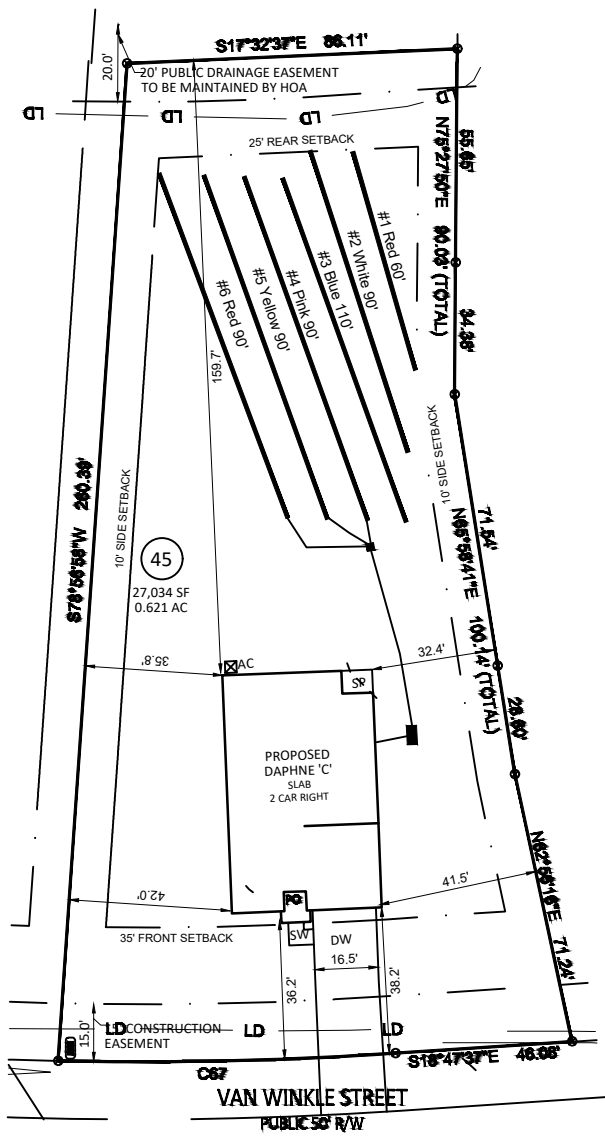 S17°32'37"E 86.11'
20.0'
20' PUBLIC DRAINAGE EASEMENT
TO BE MAINTAINED BY HOA
LD
LD
LD
LD
25' REAR SETBACK
55.65'
N75°27'50"E 90.03' (TOTAL)
34.38'
#1 Red 60'
#2 White 90'
#3 Blue 110'
#4 Pink 90'
#5 Yellow 90'
#6 Red 90'
159.7'
10' SIDE SETBACK
10' SIDE SETBACK
S78°56'58"W 260.39'
71.54'
N65°58'41"E 100.14' (TOTAL)
28.60'
45
27,034 SF
0.621 AC
35.8'
AC
32.4'
SP
PROPOSED
DAPHNE 'C'
SLAB
2 CAR RIGHT
N62°56'16"E 71.24'
42.0'
41.5'
PO
35' FRONT SETBACK
SW
DW
16.5'
36.2'
38.2'
15.0'
LD
CONSTRUCTION
EASEMENT
LD
LD
C67
S18°47'37"E 46.08'
VAN WINKLE STREET
PUBLIC 50' R/W